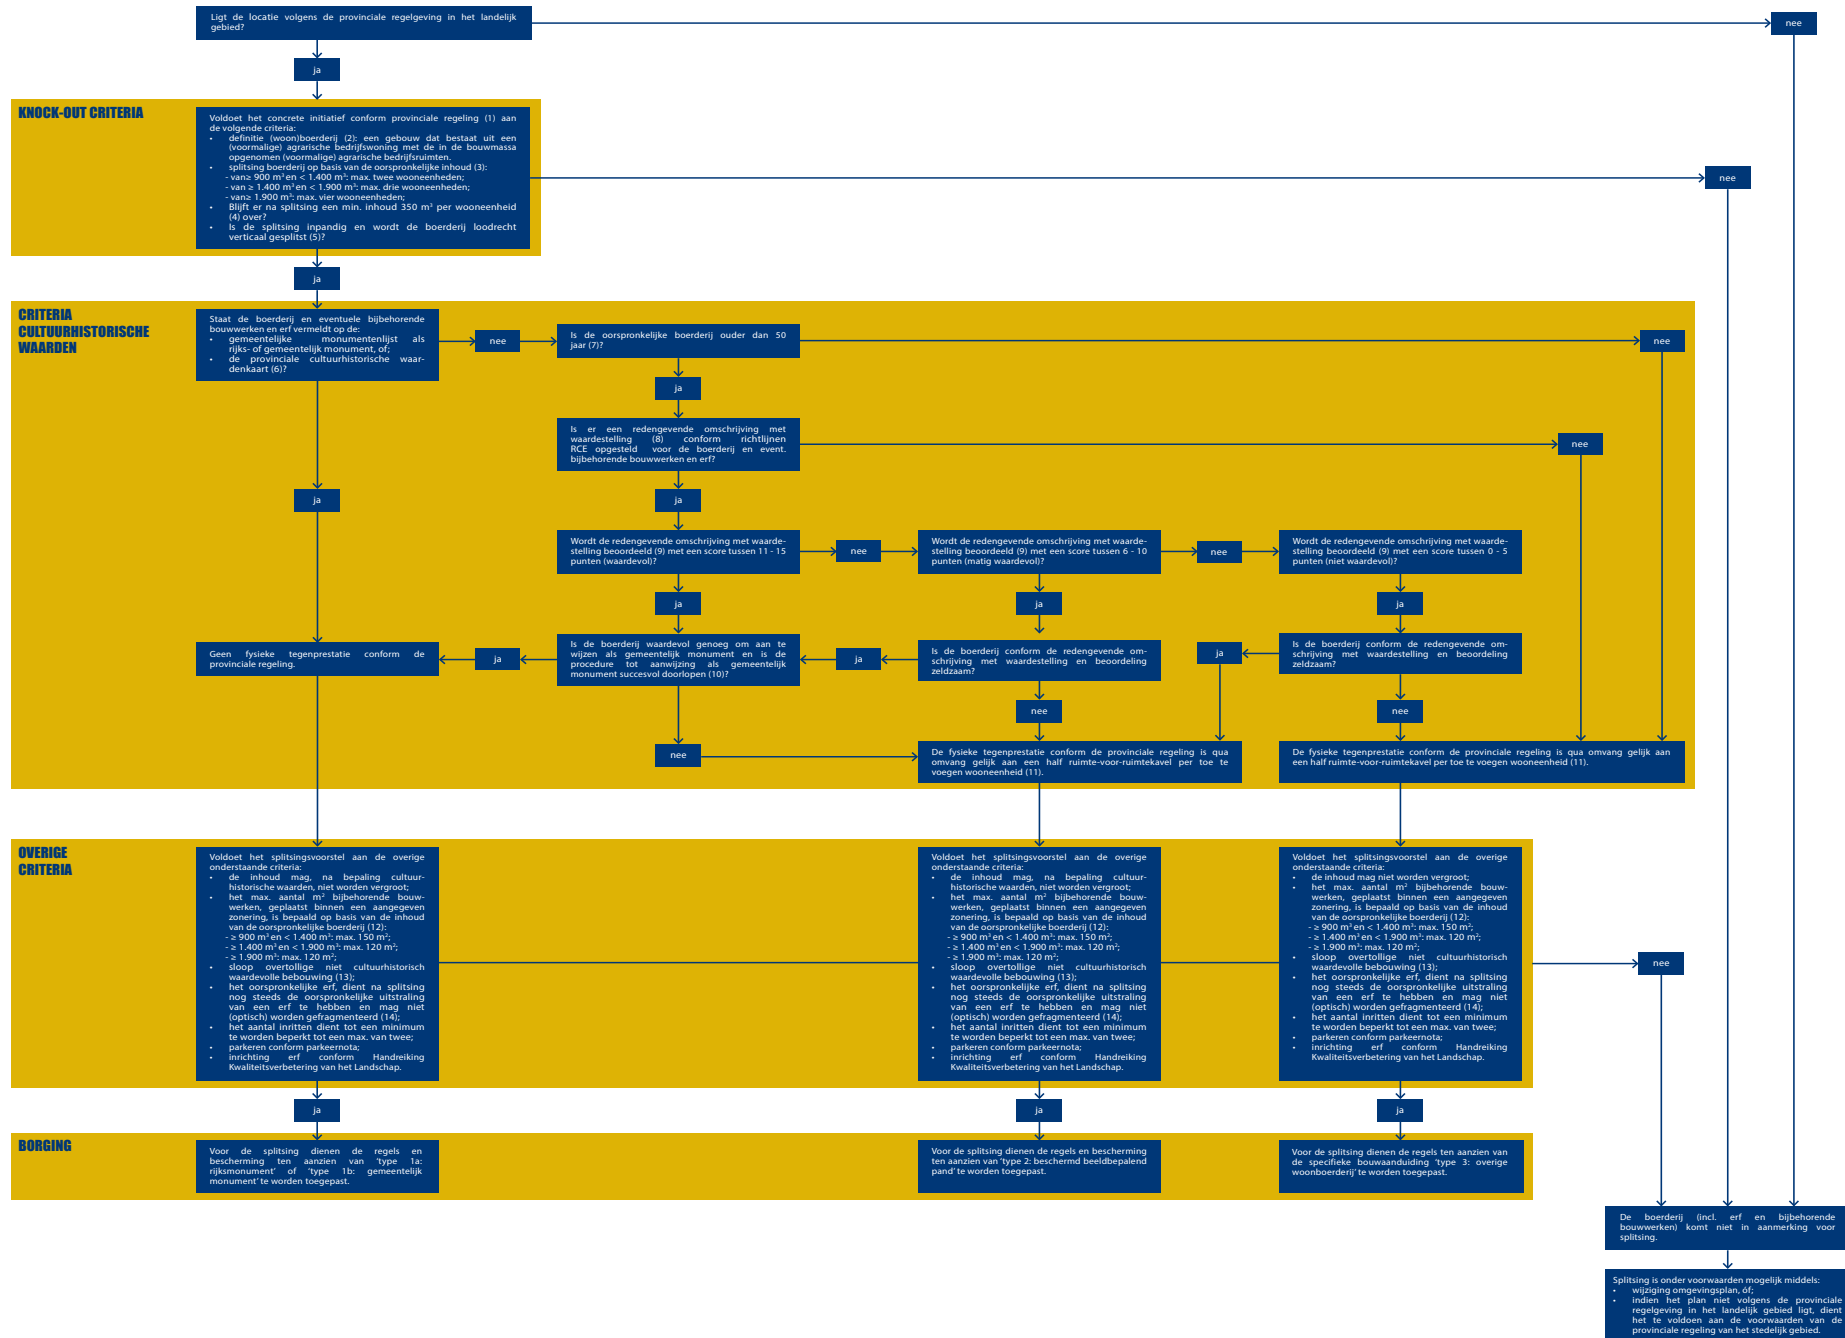 Ligt de locatie volgens de provinciale regelgeving in het landelijk
gebied?
nee
ja
KNOCK-OUT CRITERIA
Voldoet het concrete initiatief conform provinciale regeling (1) aan
de volgende criteria:
• definitie (woon)boerderij (2): een gebouw dat bestaat uit een
(voormalige) agrarische bedrijfswoning met de in de bouwmassa
opgenomen (voormalige) agrarische bedrijfsruimten.
• splitsing boerderij op basis van de oorspronkelijke inhoud (3):
- van≥ 900 m³ en < 1.400 m³: max. twee wooneenheden;
- van ≥ 1.400 m³ en < 1.900 m³: max. drie wooneenheden;
- van≥ 1.900 m³: max. vier wooneenheden;
• Blijft er na splitsing een min. inhoud 350 m³ per wooneenheid
(4) over?
• Is de splitsing inpandig en wordt de boerderij loodrecht
verticaal gesplitst (5)?
nee
ja
CRITERIA
CULTUURHISTORISCHE
WAARDEN
Staat de boerderij en eventuele bijbehorende
bouwwerken en erf vermeldt op de:
• gemeentelijke monumentenlijst als
rijks- of gemeentelijk monument, of;
• de provinciale cultuurhistorische waar-
denkaart (6)?
nee
Is de oorspronkelijke boerderij ouder dan 50
jaar (7)?
nee
ja
Is er een redengevende omschrijving met
waardestelling (8) conform richtlijnen
RCE opgesteld voor de boerderij en event.
bijbehorende bouwwerken en erf?
nee
ja
ja
Wordt de redengevende omschrijving met waarde-
stelling beoordeeld (9) met een score tussen 11 - 15
punten (waardevol)?
nee
Wordt de redengevende omschrijving met waarde-
stelling beoordeeld (9) met een score tussen 6 - 10
punten (matig waardevol)?
nee
Wordt de redengevende omschrijving met waarde-
stelling beoordeeld (9) met een score tussen 0 - 5
punten (niet waardevol)?
ja
ja
ja
Geen fysieke tegenprestatie conform de
provinciale regeling.
ja
Is de boerderij waardevol genoeg om aan te
wijzen als gemeentelijk monument en is de
procedure tot aanwijzing als gemeentelijk
monument succesvol doorlopen (10)?
ja
Is de boerderij conform de redengevende om-
schrijving met waardestelling en beoordeling
zeldzaam?
ja
Is de boerderij conform de redengevende om-
schrijving met waardestelling en beoordeling
zeldzaam?
nee
nee
nee
De fysieke tegenprestatie conform de provinciale regeling is qua
omvang gelijk aan een half ruimte-voor-ruimtekavel per toe te
voegen wooneenheid (11).
De fysieke tegenprestatie conform de provinciale regeling is qua omvang gelijk aan
een half ruimte-voor-ruimtekavel per toe te voegen wooneenheid (11).
OVERIGE
CRITERIA
Voldoet het splitsingsvoorstel aan de overige
onderstaande criteria:
• de inhoud mag, na bepaling cultuur-
historische waarden, niet worden vergroot;
• het max. aantal m² bijbehorende bouw-
werken, geplaatst binnen een aangegeven
zonering, is bepaald op basis van de inhoud
van de oorspronkelijke boerderij (12):
- ≥ 900 m³ en < 1.400 m³: max. 150 m²;
- ≥ 1.400 m³ en < 1.900 m³: max. 120 m²;
- ≥ 1.900 m³: max. 120 m²;
• sloop overtollige niet cultuurhistorisch
waardevolle bebouwing (13);
• het oorspronkelijke erf, dient na splitsing
nog steeds de oorspronkelijke uitstraling
van een erf te hebben en mag niet
(optisch) worden gefragmenteerd (14);
• het aantal inritten dient tot een minimum
te worden beperkt tot een max. van twee;
• parkeren conform parkeernota;
• inrichting erf conform Handreiking
Kwaliteitsverbetering van het Landschap.
Voldoet het splitsingsvoorstel aan de overige
onderstaande criteria:
• de inhoud mag, na bepaling cultuur-
historische waarden, niet worden vergroot;
• het max. aantal m² bijbehorende bouw-
werken, geplaatst binnen een aangegeven
zonering, is bepaald op basis van de inhoud
van de oorspronkelijke boerderij (12):
- ≥ 900 m³ en < 1.400 m³: max. 150 m²;
- ≥ 1.400 m³ en < 1.900 m³: max. 120 m²;
- ≥ 1.900 m³: max. 120 m²;
• sloop overtollige niet cultuurhistorisch
waardevolle bebouwing (13);
• het oorspronkelijke erf, dient na splitsing
nog steeds de oorspronkelijke uitstraling
van een erf te hebben en mag niet
(optisch) worden gefragmenteerd (14);
• het aantal inritten dient tot een minimum
te worden beperkt tot een max. van twee;
• parkeren conform parkeernota;
• inrichting erf conform Handreiking
Kwaliteitsverbetering van het Landschap.
Voldoet het splitsingsvoorstel aan de overige
onderstaande criteria:
• de inhoud mag niet worden vergroot;
• het max. aantal m² bijbehorende bouw-
werken, geplaatst binnen een aangegeven
zonering, is bepaald op basis van de inhoud
van de oorspronkelijke boerderij (12):
- ≥ 900 m³ en < 1.400 m³: max. 150 m²;
- ≥ 1.400 m³ en < 1.900 m³: max. 120 m²;
- ≥ 1.900 m³: max. 120 m²;
• sloop overtollige niet cultuurhistorisch
waardevolle bebouwing (13);
• het oorspronkelijke erf, dient na splitsing
nog steeds de oorspronkelijke uitstraling
van een erf te hebben en mag niet
(optisch) worden gefragmenteerd (14);
• het aantal inritten dient tot een minimum
te worden beperkt tot een max. van twee;
• parkeren conform parkeernota;
• inrichting erf conform Handreiking
Kwaliteitsverbetering van het Landschap.
nee
ja
ja
ja
BORGING
Voor de splitsing dienen de regels en
bescherming ten aanzien van ‘type 1a:
rijksmonument’ of ‘type 1b: gemeentelijk
monument’ te worden toegepast.
Voor de splitsing dienen de regels en bescherming
ten aanzien van ‘type 2: beschermd beeldbepalend
pand’ te worden toegepast.
Voor de splitsing dienen de regels ten aanzien van
de specifieke bouwaanduiding ‘type 3: overige
woonboerderij’ te worden toegepast.
De boerderij (incl. erf en bijbehorende
bouwwerken) komt niet in aanmerking voor
splitsing.
Splitsing is onder voorwaarden mogelijk middels:
• wijziging omgevingsplan, óf;
• indien het plan niet volgens de provinciale
regelgeving in het landelijk gebied ligt, dient
het te voldoen aan de voorwaarden van de
provinciale regeling van het stedelijk gebied.